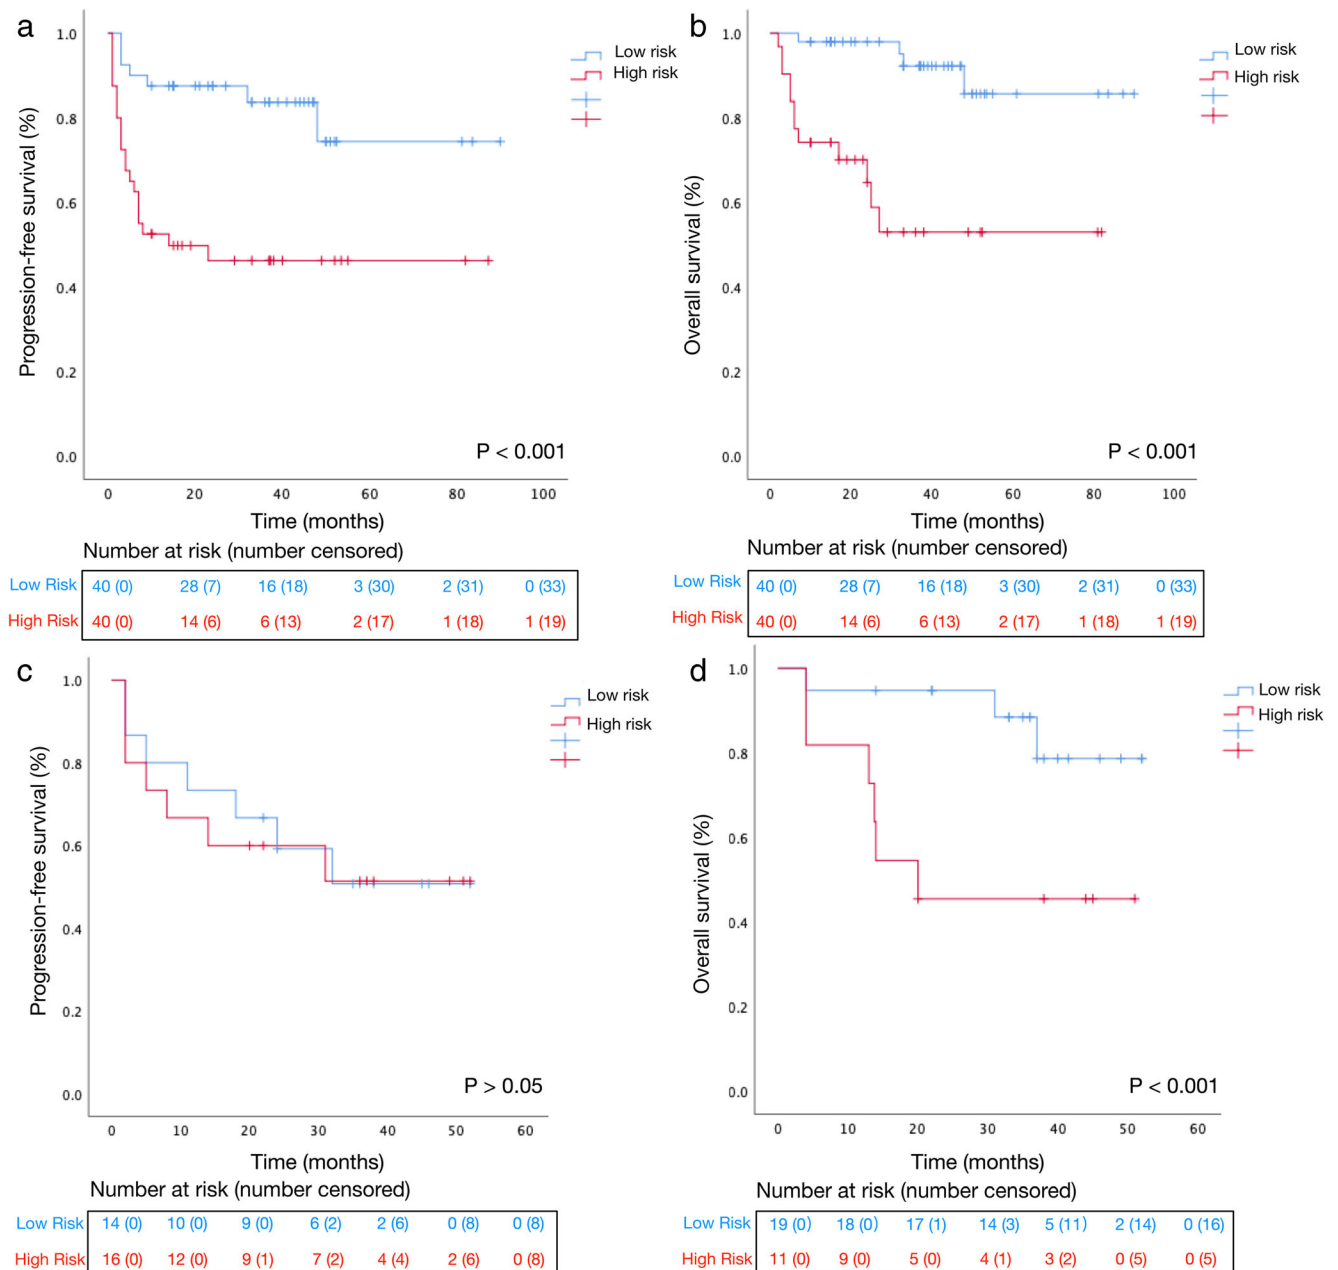 a
Progression-free survival (%)
1.0
0.8
0.6
0.4
0.2
0.0
Low risk
High risk
P < 0.001
0 20 40 60 80 100
Time (months)
Number at risk (number censored)
Low Risk 40 (0) 28 (7) 16 (18) 3 (30) 2 (31) 0 (33)
High Risk 40 (0) 14 (6) 6 (13) 2 (17) 1 (18) 1 (19)
b
Overall survival (%)
1.0
0.8
0.6
0.4
0.2
0.0
Low risk
High risk
P < 0.001
0 20 40 60 80 100
Time (months)
Number at risk (number censored)
Low Risk 40 (0) 28 (7) 16 (18) 3 (30) 2 (31) 0 (33)
High Risk 40 (0) 14 (6) 6 (13) 2 (17) 1 (18) 1 (19)
c
Progression-free survival (%)
1.0
0.8
0.6
0.4
0.2
0.0
Low risk
High risk
P > 0.05
0 10 20 30 40 50 60
Time (months)
Number at risk (number censored)
Low Risk 14 (0) 10 (0) 9 (0) 6 (2) 2 (6) 0 (8) 0 (8)
High Risk 16 (0) 12 (0) 9 (1) 7 (2) 4 (4) 2 (6) 0 (8)
d
Overall survival (%)
1.0
0.8
0.6
0.4
0.2
0.0
Low risk
High risk
P < 0.001
0 10 20 30 40 50 60
Time (months)
Number at risk (number censored)
Low Risk 19 (0) 18 (0) 17 (1) 14 (3) 5 (11) 2 (14) 0 (16)
High Risk 11 (0) 9 (0) 5 (0) 4 (1) 3 (2) 0 (5) 0 (5)